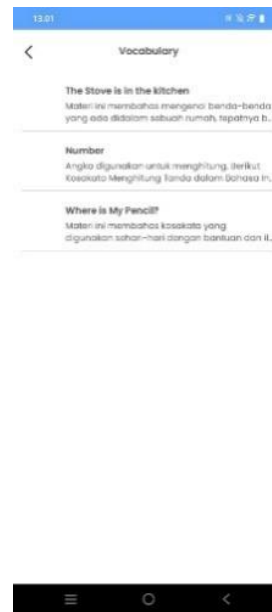 13.01
Vocabulary
The Stove is in the kitchen
Materi ini membahas mengenai benda-benda
yang ada didalam sebuah rumah, tepatnya b...
Number
Angka digunakan untuk menghitung. Berikut
Kosakata Menghitung Tanda dalam Bahasa In...
Where is My Pencil?
Materi ini membahas kosakata yang
digunakan sehari-hari dengan bantuan dan il...